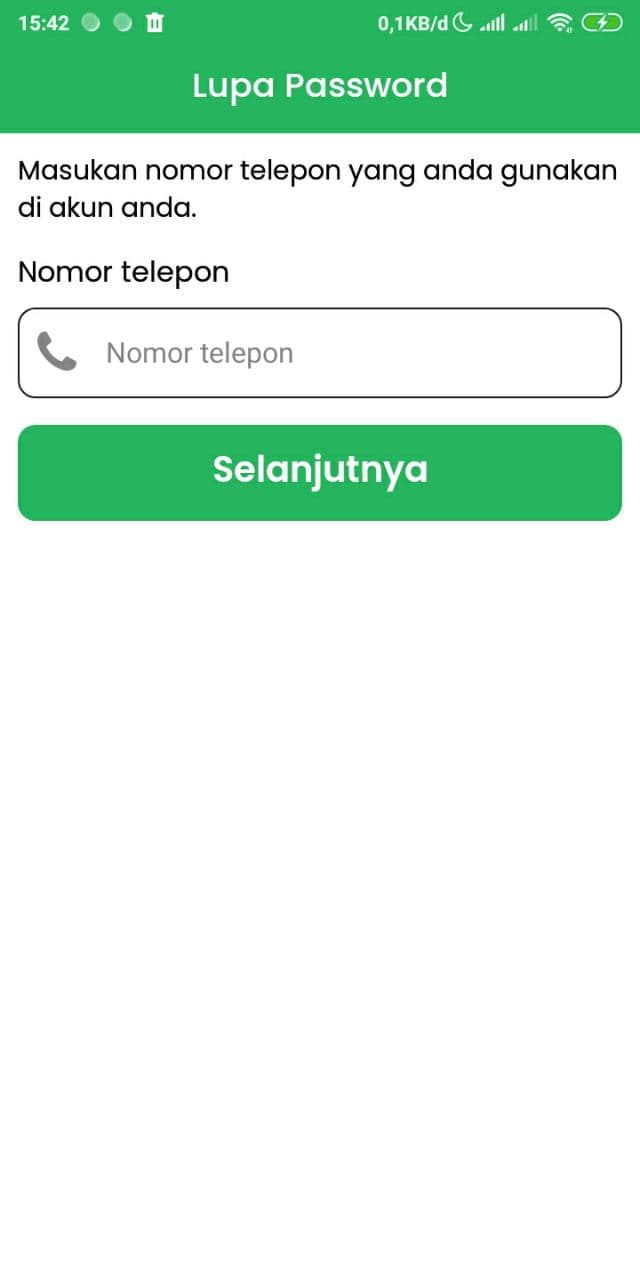 15:42
0,1KB/d
Lupa Password
Masukan nomor telepon yang anda gunakan
di akun anda.
Nomor telepon
Nomor telepon
Selanjutnya